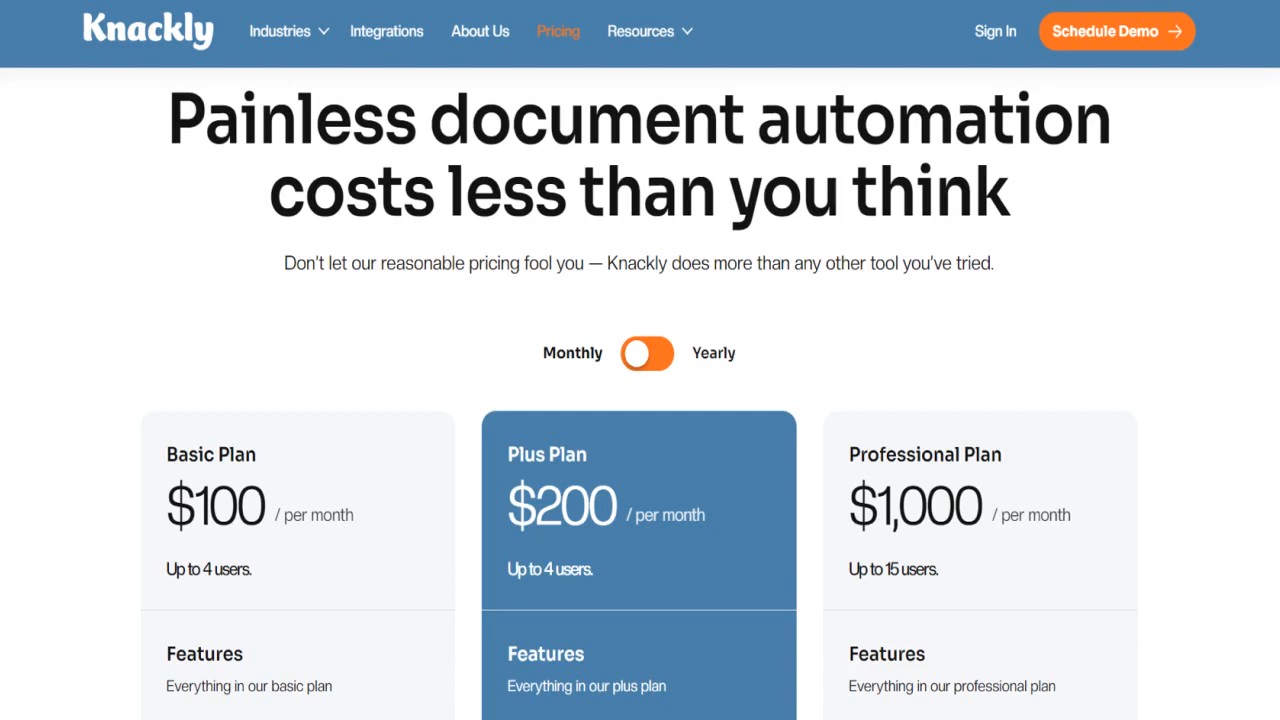 Knackly
Industries
Integrations
About Us
Pricing
Resources
Sign In
Schedule Demo
Painless document automation
costs less than you think
Don't let our reasonable pricing fool you — Knackly does more than any other tool you've tried.
Monthly
Yearly
Basic Plan
$100 / per month
Up to 4 users.
Features
Everything in our basic plan
Plus Plan
$200 / per month
Up to 4 users.
Features
Everything in our plus plan
Professional Plan
$1,000 / per month
Up to 15 users.
Features
Everything in our professional plan